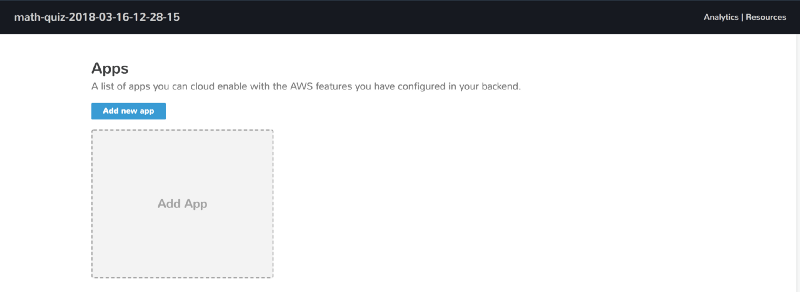 math-quiz-2018-03-16-12-28-15
Analytics | Resources
Apps
A list of apps you can cloud enable with the AWS features you have configured in your backend.
Add new app
Add App